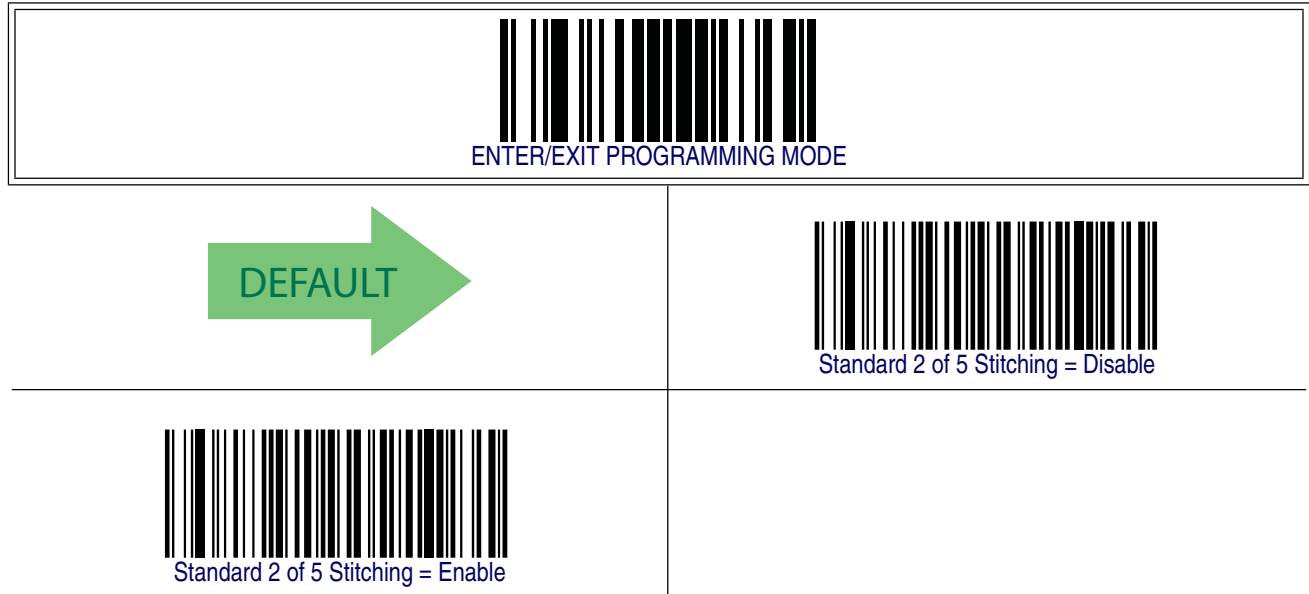 ENTER/EXIT PROGRAMMING MODE
DEFAULT
Standard 2 of 5 Stitching = Disable
Standard 2 of 5 Stitching = Enable